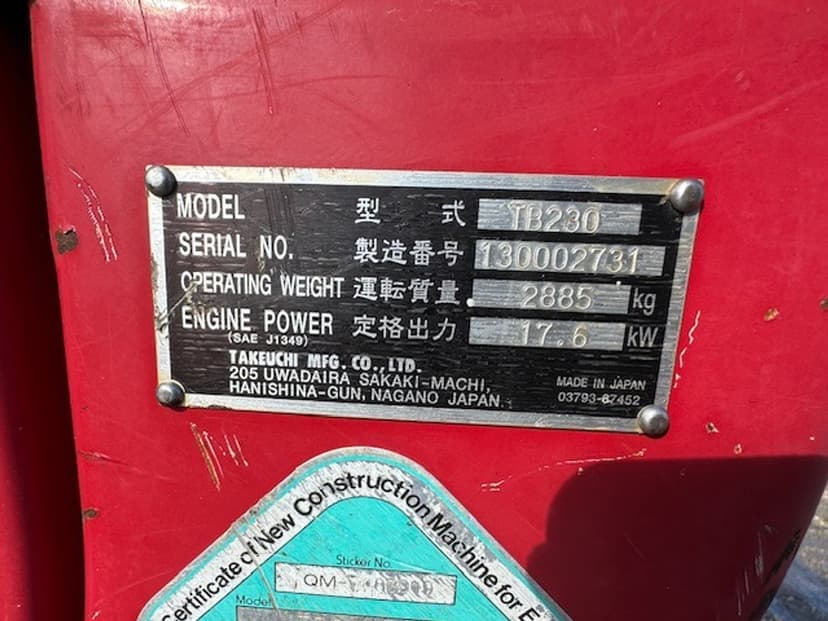 MODEL 型 式 TB230
SERIAL NO. 製造番号 130002731
OPERATING WEIGHT 運転質量 2885 kg
ENGINE POWER 定格出力 17.6 kW
(SAE J1349)
TAKEUCHI MFG. CO., LTD.
205 UWADAIRA SAKAKI-MACHI,
HANISHINA-GUN, NAGANO JAPAN
MADE IN JAPAN
03793-67452
Certificate of New Construction Machine for
Sticker No.
QM-
Model